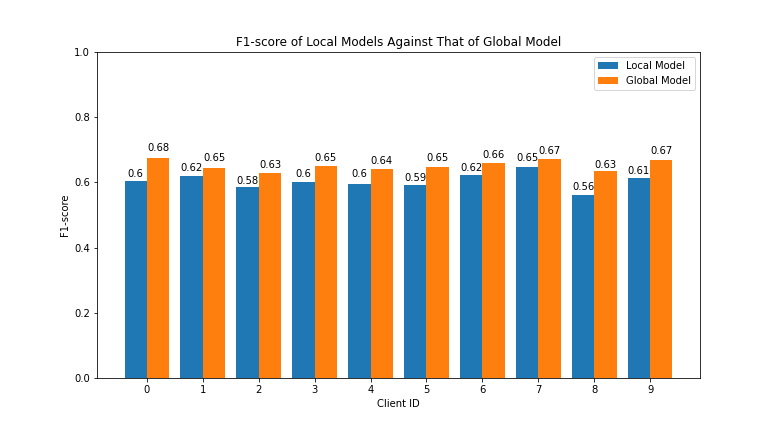 F1-score of Local Models Against That of Global Model
1.0
0.8
0.6
0.4
0.2
0.0
F1-score
Local Model
Global Model
0.6 0.68 0.62 0.65 0.58 0.63 0.6 0.65 0.6 0.64 0.59 0.65 0.62 0.66 0.65 0.67 0.56 0.63 0.61 0.67
0 1 2 3 4 5 6 7 8 9
Client ID